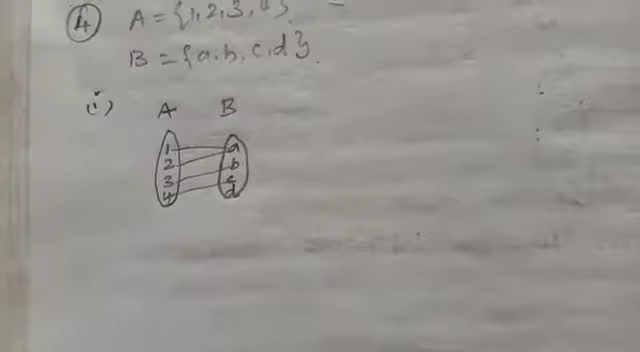 4 A = {1, 2, 3, 4}.
B = {a, b, c, d}.
(i) A B
1 a
2 b
3 c
4 d